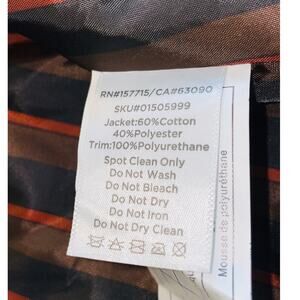 RN#157715/CA#63090
SKU#01505999
Jacket:60%Cotton
40%Polyester
Trim:100%Polyurethane
Spot Clean Only
Do Not Wash
Do Not Bleach
Do Not Dry
Do Not Iron
Do Not Dry Clean
Mousse de polyuréthane